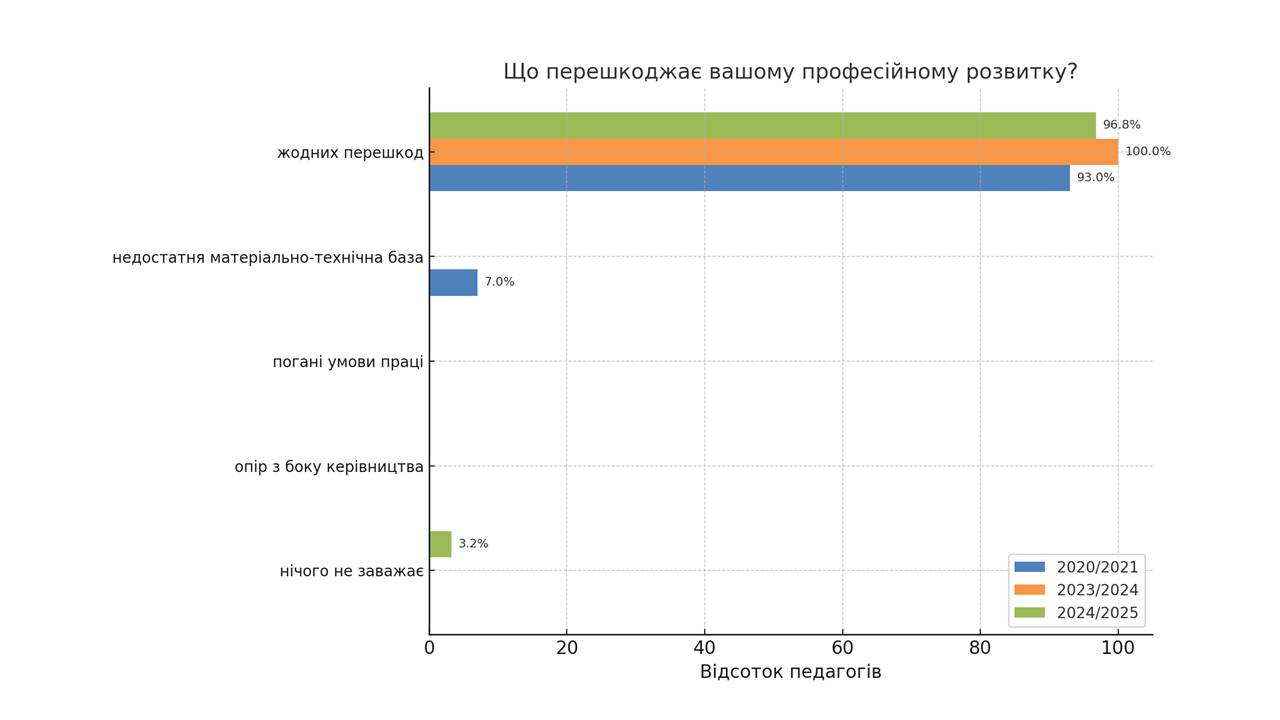 Що перешкоджає вашому професійному розвитку?
96.8%
жодних перешкод
100.0%
93.0%
недостатня матеріально-технічна база
7.0%
погані умови праці
опір з боку керівництва
3.2%
нічого не заважає
2020/2021
2023/2024
2024/2025
0 20 40 60 80 100
Відсоток педагогів